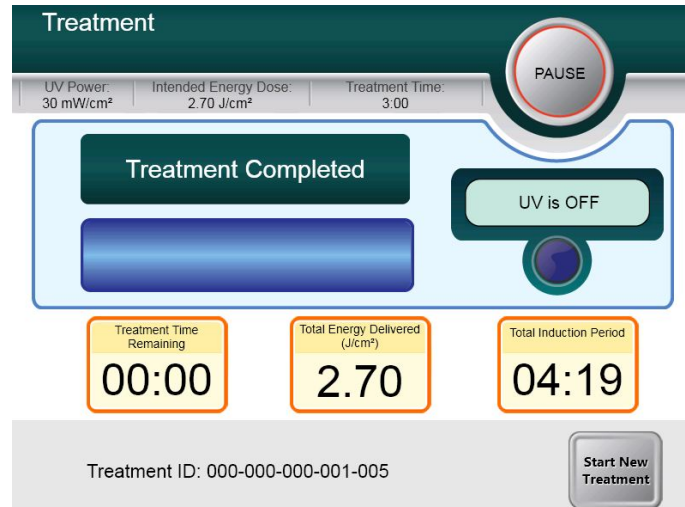 Treatment
PAUSE
UV Power:
30 mW/cm²
Intended Energy Dose:
2.70 J/cm²
Treatment Time:
3:00
Treatment Completed
UV is OFF
Treatment Time
Remaining
00:00
Total Energy Delivered
(J/cm²)
2.70
Total Induction Period
04:19
Treatment ID: 000-000-000-001-005
Start New
Treatment